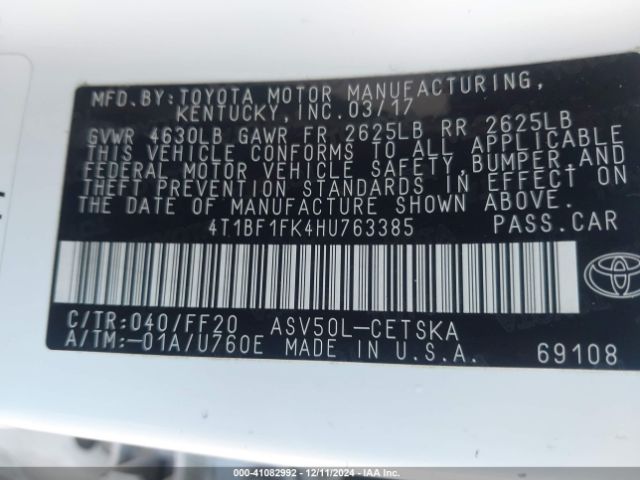 MFD.BY:TOYOTA MOTOR MANUFACTURING,
KENTUCKY,INC.03/17
GVWR 4630LB GAWR FR 2625LB RR 2625LB
THIS VEHICLE CONFORMS TO ALL APPLICABLE
FEDERAL MOTOR VEHICLE SAFETY,BUMPER,AND
THEFT PREVENTION STANDARDS IN EFFECT ON
THE DATE OF MANUFACTURE SHOWN ABOVE.
4T1BF1FK4HU763385 PASS.CAR
C/TR:040/FF20 ASV50L-CETSKA
A/TM:-01A/U760E MADE IN U.S.A. 69108
000-41082992 - 12/11/2024 - IAAI.COM